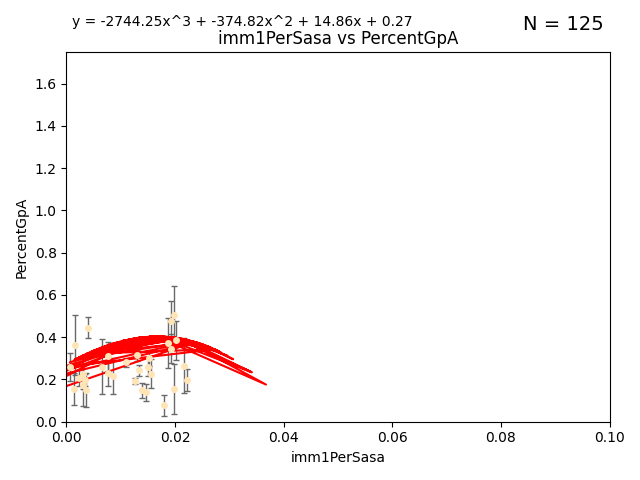 y = -2744.25x^3 + -374.82x^2 + 14.86x + 0.27
N = 125
imm1PerSasa vs PercentGpA
PercentGpA
1.6
1.4
1.2
1.0
0.8
0.6
0.4
0.2
0.0
0.00 0.02 0.04 0.06 0.08 0.10
imm1PerSasa